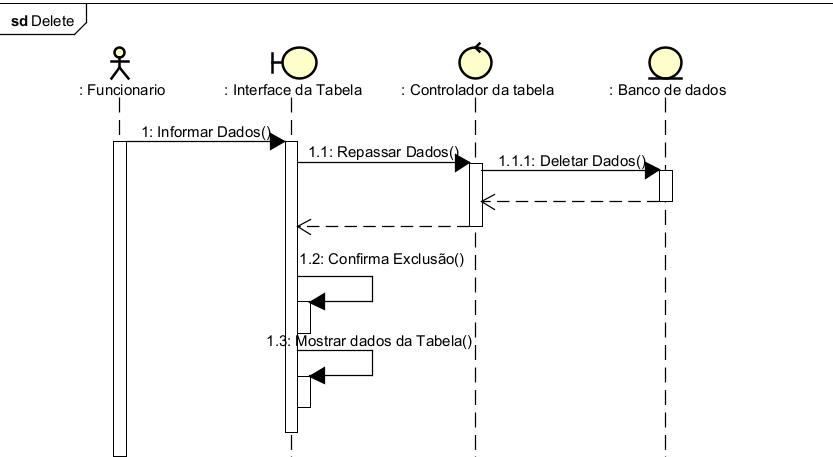 sd Delete
: Funcionario
: Interface da Tabela
: Controlador da tabela
: Banco de dados
1: Informar Dados()
1.1: Repassar Dados()
1.1.1: Deletar Dados()
1.2: Confirma Exclusão()
1.3: Mostrar dados da Tabela()